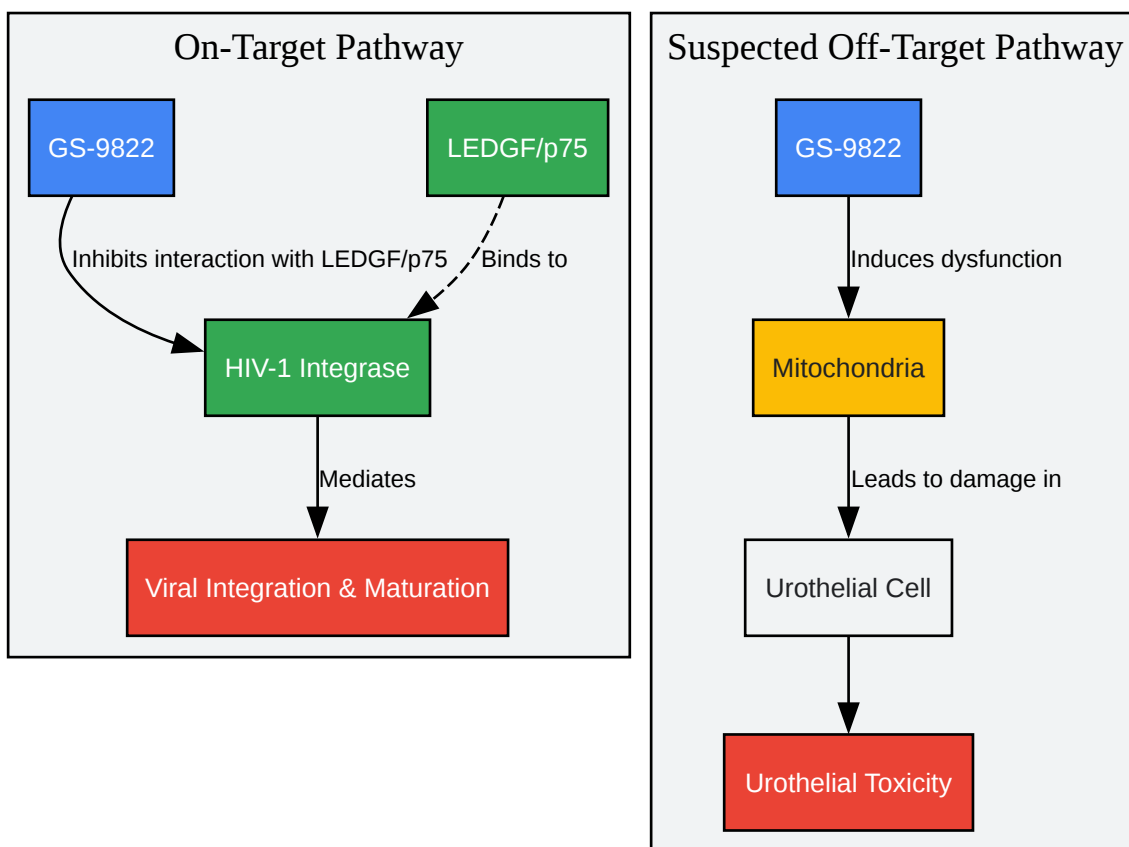 On-Target Pathway
GS-9822
LEDGF/p75
Inhibits interaction with LEDGF/p75
Binds to
HIV-1 Integrase
Mediates
Viral Integration & Maturation
Suspected Off-Target Pathway
GS-9822
Induces dysfunction
Mitochondria
Leads to damage in
Urothelial Cell
Urothelial Toxicity